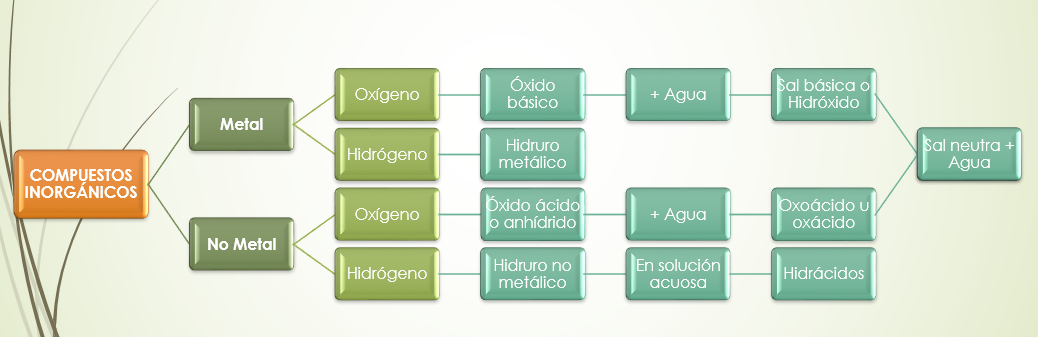 COMPUESTOS
INORGÁNICOS
Metal
Oxígeno
Óxido
básico
+ Agua
Sal básica o
Hidróxido
Hidrógeno
Hidruro
metálico
No Metal
Oxígeno
Óxido ácido
o anhídrido
+ Agua
Oxoácido u
oxácido
Hidrógeno
Hidruro no
metálico
En solución
acuosa
Hidrácidos
Sal neutra +
Agua